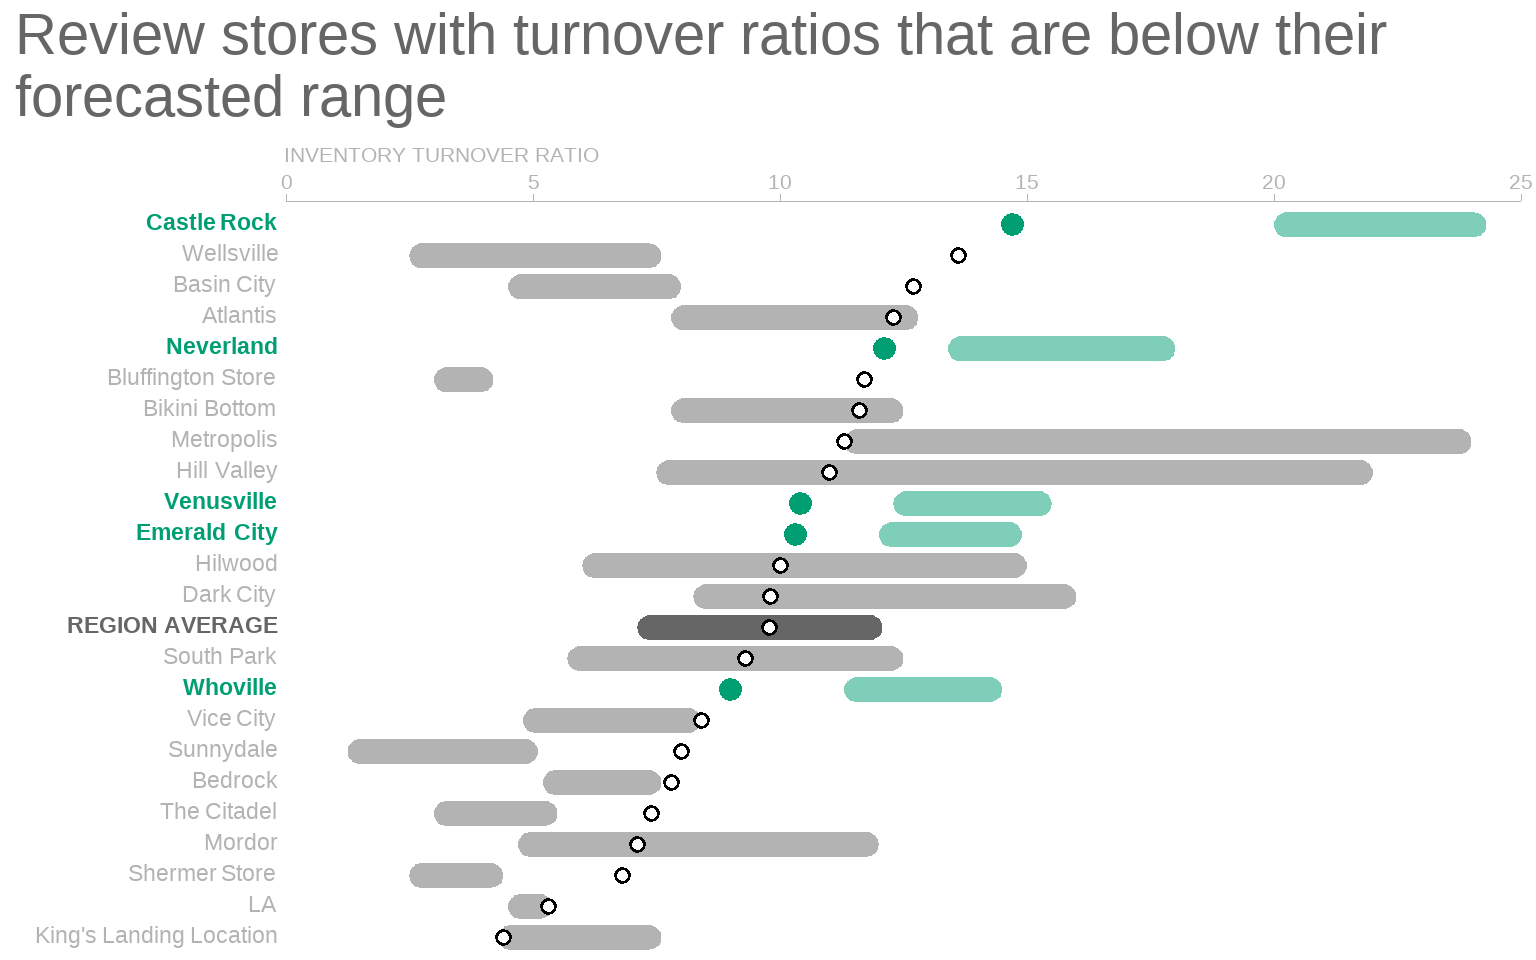 Review stores with turnover ratios that are below their
forecasted range
INVENTORY TURNOVER RATIO
0 5 10 15 20 25
Castle Rock
Wellsville
Basin City
Atlantis
Neverland
Bluffington Store
Bikini Bottom
Metropolis
Hill Valley
Venusville
Emerald City
Hilwood
Dark City
REGION AVERAGE
South Park
Whoville
Vice City
Sunnydale
Bedrock
The Citadel
Mordor
Shermer Store
LA
King's Landing Location